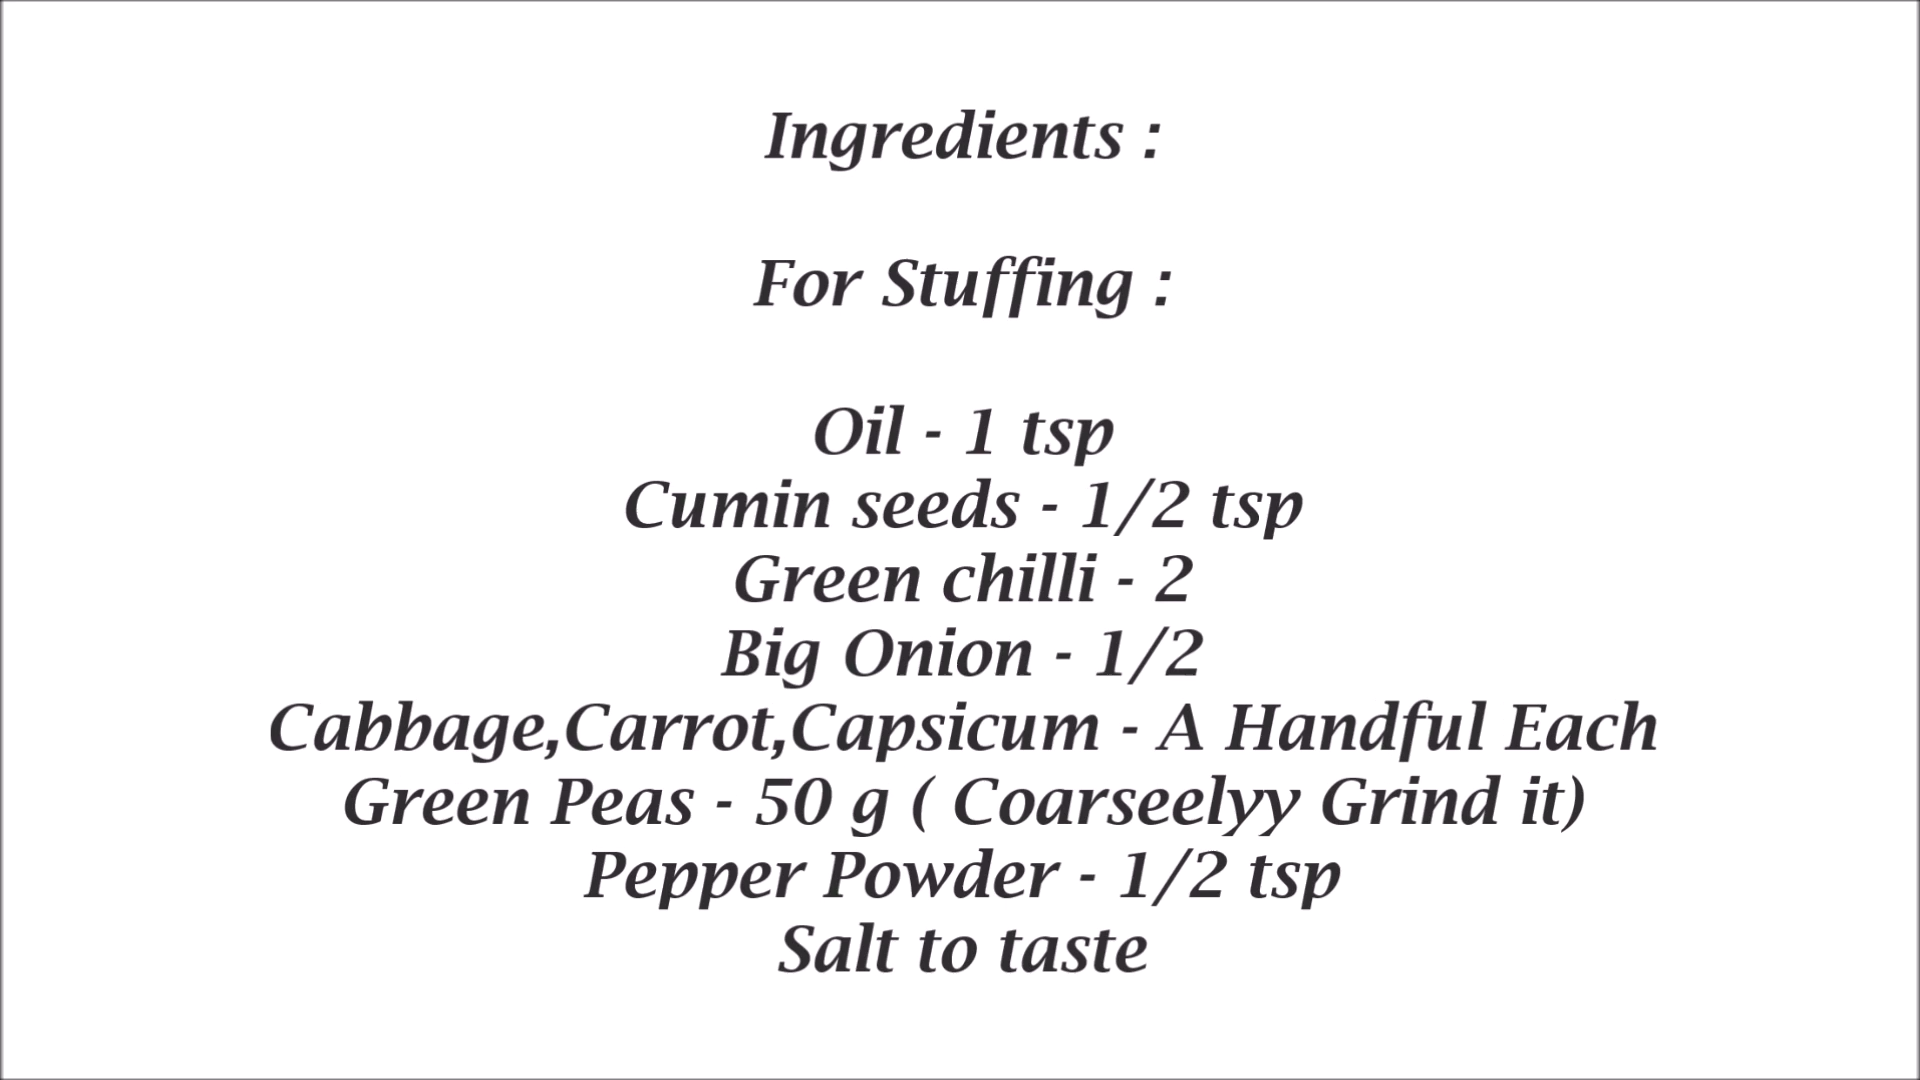 Ingredients :
For Stuffing :
Oil - 1 tsp
Cumin seeds - 1/2 tsp
Green chilli - 2
Big Onion - 1/2
Cabbage,Carrot,Capsicum - A Handful Each
Green Peas - 50 g ( Coarseelyy Grind it)
Pepper Powder - 1/2 tsp
Salt to taste